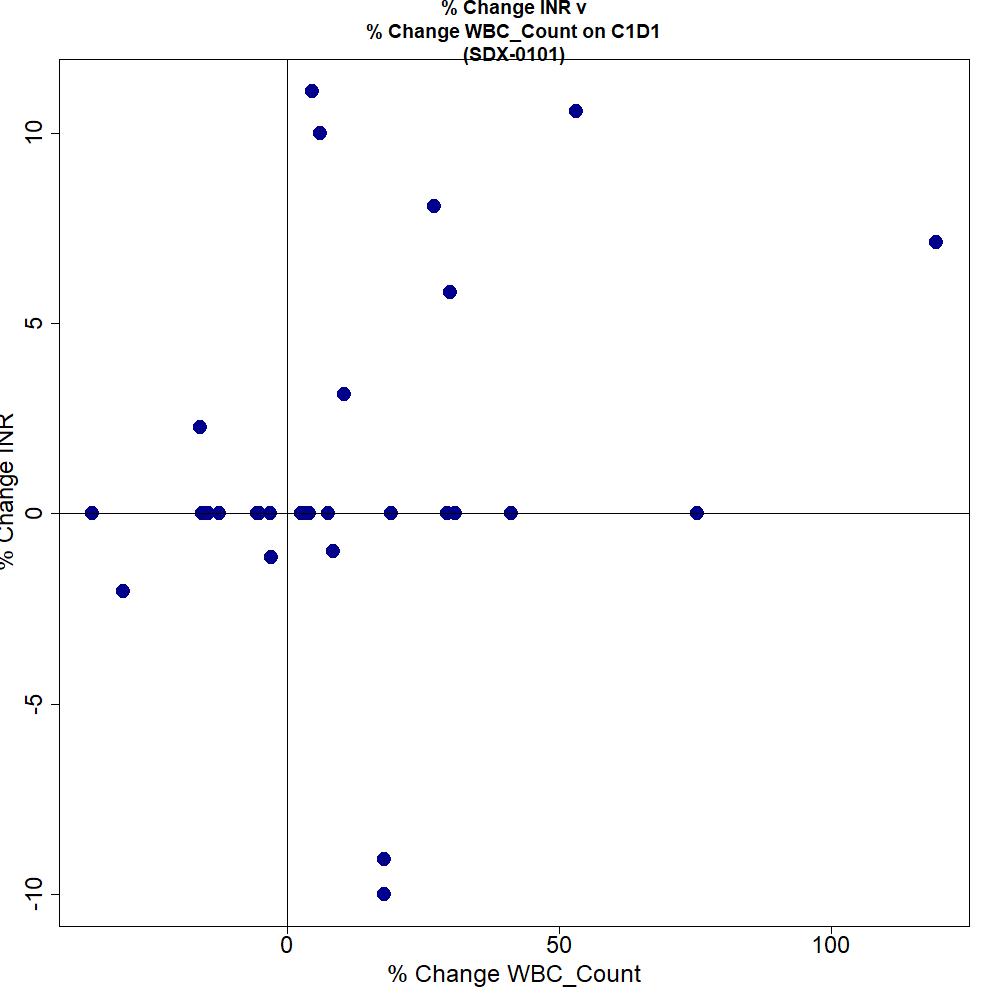 % Change INR v
% Change WBC_Count on C1D1
(SDX-0101)
10
5
0
-5
-10
% Change INR
0
50
100
% Change WBC_Count